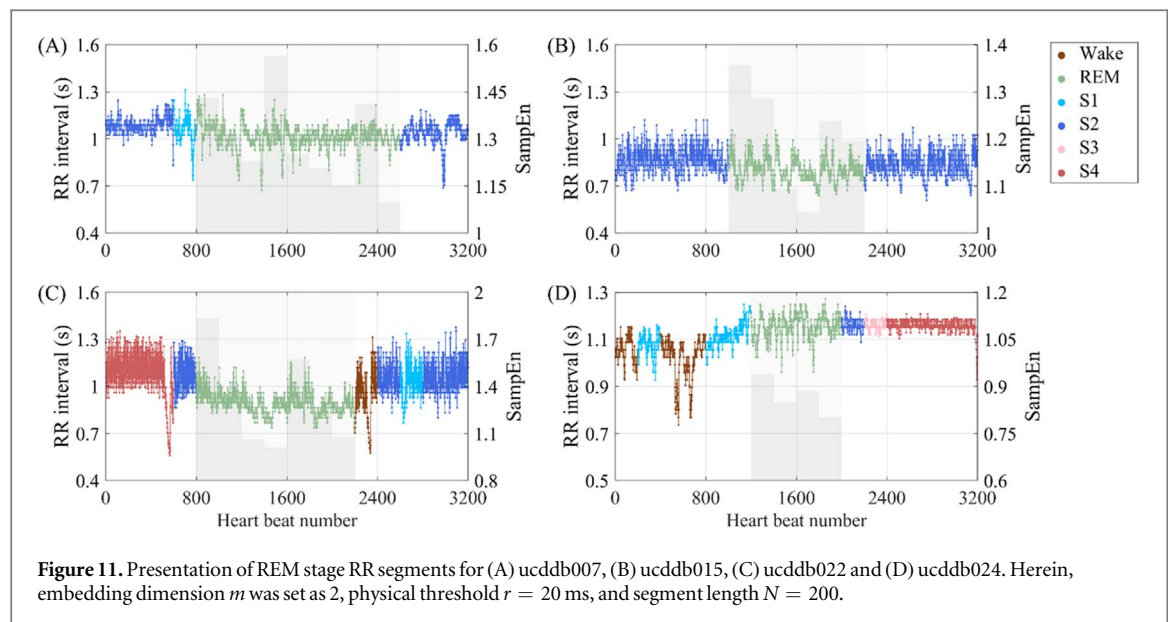 (A)
1.6
1.3
1
0.7
0.4
RR interval (s)
0
800
1600
2400
3200
1.6
1.45
1.3
1.15
1
SampEn
(B)
1.6
1.3
1
0.7
0.4
RR interval (s)
0
800
1600
2400
3200
1.4
1.3
1.2
1.1
1
SampEn
Wake
REM
S1
S2
S3
S4
(C)
1.6
1.3
1
0.7
0.4
RR interval (s)
0
800
1600
2400
3200
Heart beat number
2
1.7
1.4
1.1
0.8
SampEn
(D)
1.3
1.1
0.9
0.7
0.5
RR interval (s)
0
800
1600
2400
3200
Heart beat number
1.2
1.05
0.9
0.75
0.6
SampEn
Figure 11. Presentation of REM stage RR segments for (A) ucddb007, (B) ucddb015, (C) ucddb022 and (D) ucddb024. Herein,
embedding dimension m was set as 2, physical threshold r = 20 ms, and segment length N = 200.